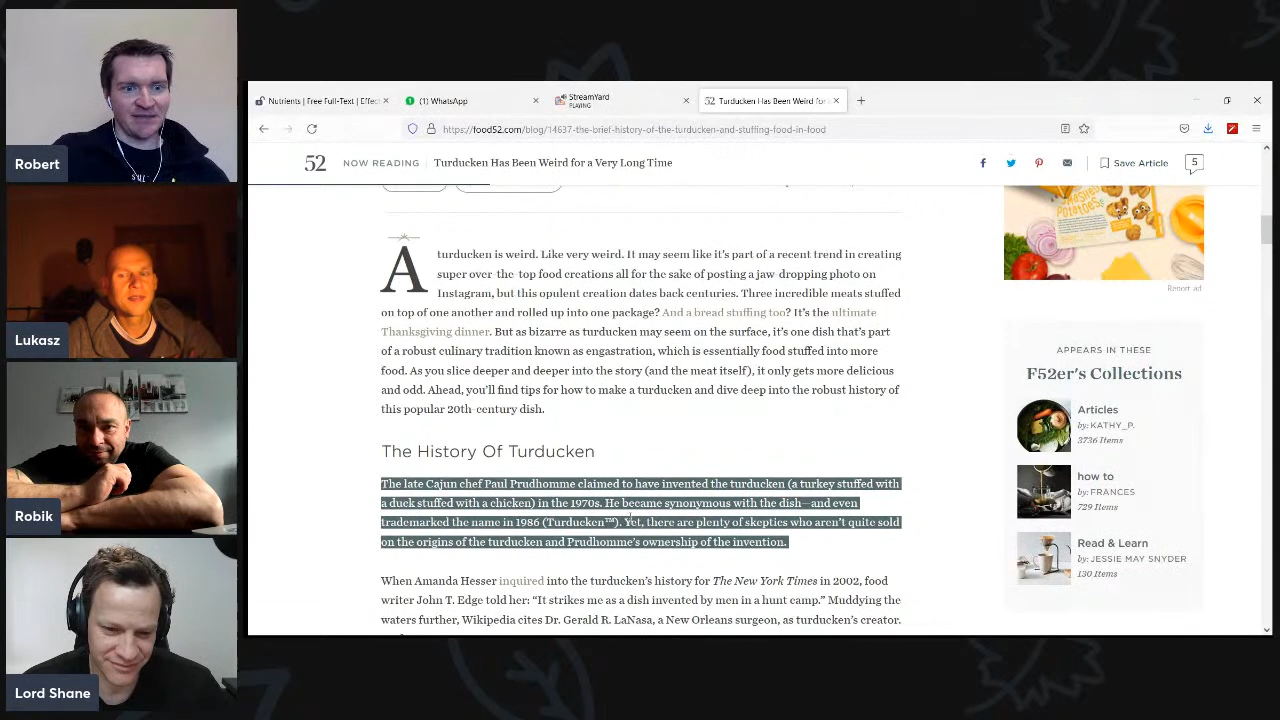 Robert
Lukasz
Robik
Lord Shane
Nutrients | Free Full-Text | Effec
(1) WhatsApp
StreamYard
PLAYING
52 Turducken Has Been Weird for
https://food52.com/blog/14637-the-brief-history-of-the-turducken-and-stuffing-food-in-food
52 NOW READING Turducken Has Been Weird for a Very Long Time
Save Article 5
A turducken is weird. Like very weird. It may seem like it's part of a recent trend in creating
super over-the-top food creations all for the sake of posting a jaw-dropping photo on
Instagram, but this opulent creation dates back centuries. Three incredible meats stuffed
on top of one another and rolled up into one package? And a bread stuffing too? It's the ultimate
Thanksgiving dinner. But as bizarre as turducken may seem on the surface, it's one dish that's part
of a robust culinary tradition known as engastration, which is essentially food stuffed into more
food. As you slice deeper and deeper into the story (and the meat itself), it only gets more delicious
and odd. Ahead, you'll find tips for how to make a turducken and dive deep into the robust history of
this popular 20th-century dish.
The History Of Turducken
The late Cajun chef Paul Prudhomme claimed to have invented the turducken (a turkey stuffed with
a duck stuffed with a chicken) in the 1970s. He became synonymous with the dish—and even
trademarked the name in 1986 (Turducken™). Yet, there are plenty of skeptics who aren't quite sold
on the origins of the turducken and Prudhomme's ownership of the invention.
When Amanda Hesser inquired into the turducken's history for The New York Times in 2002, food
writer John T. Edge told her: "It strikes me as a dish invented by men in a hunt camp." Muddying the
waters further, Wikipedia cites Dr. Gerald R. LaNasa, a New Orleans surgeon, as turducken's creator.
POTATOES
Report ad
APPEARS IN THESE
F52er's Collections
Articles
by: KATHY_P.
3736 Items
how to
by: FRANCES
729 Items
Read & Learn
by: JESSIE MAY SNYDER
130 Items